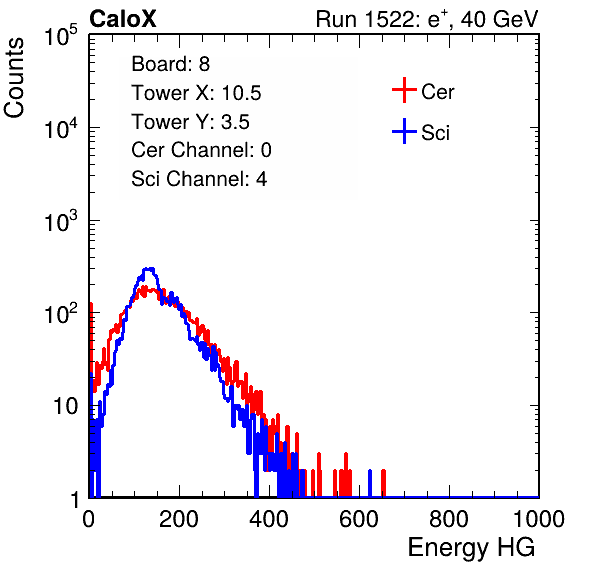 CaloX Run 1522: e⁺, 40 GeV
Counts
10⁵
10⁴
10³
10²
10
1
Board: 8
Tower X: 10.5
Tower Y: 3.5
Cer Channel: 0
Sci Channel: 4
Cer
Sci
0 200 400 600 800 1000
Energy HG